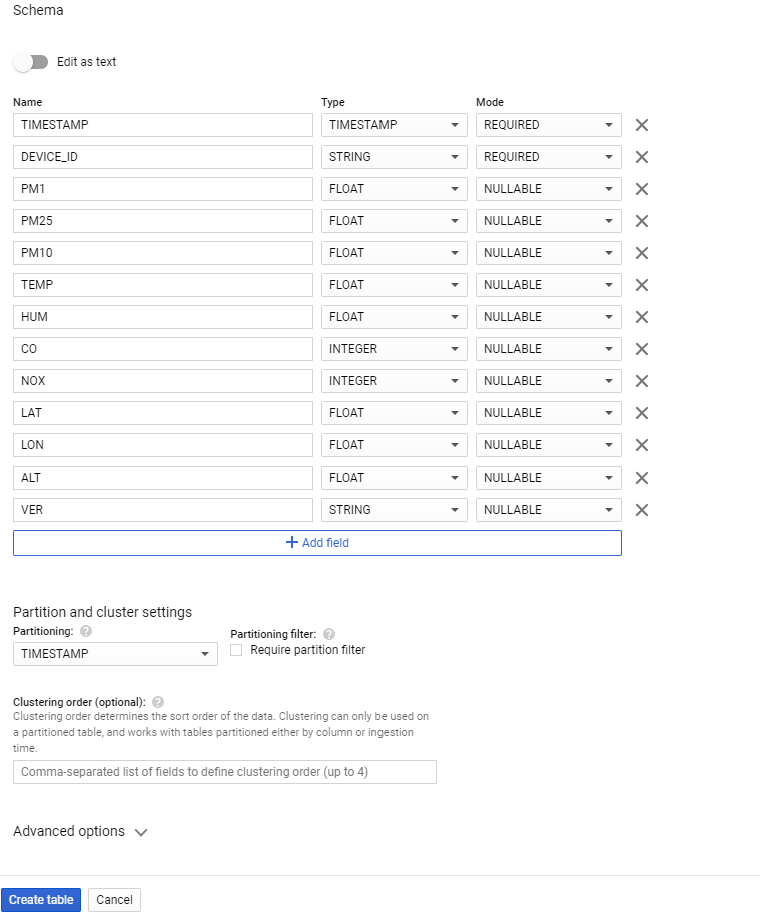 Schema
Edit as text
Name Type Mode
TIMESTAMP TIMESTAMP REQUIRED
DEVICE_ID STRING REQUIRED
PM1 FLOAT NULLABLE
PM25 FLOAT NULLABLE
PM10 FLOAT NULLABLE
TEMP FLOAT NULLABLE
HUM FLOAT NULLABLE
CO INTEGER NULLABLE
NOX INTEGER NULLABLE
LAT FLOAT NULLABLE
LON FLOAT NULLABLE
ALT FLOAT NULLABLE
VER STRING NULLABLE
+ Add field
Partition and cluster settings
Partitioning: ? Partitioning filter: ?
TIMESTAMP Require partition filter
Clustering order (optional): ?
Clustering order determines the sort order of the data. Clustering can only be used on
a partitioned table, and works with tables partitioned either by column or ingestion
time.
Comma-separated list of fields to define clustering order (up to 4)
Advanced options
Create table Cancel